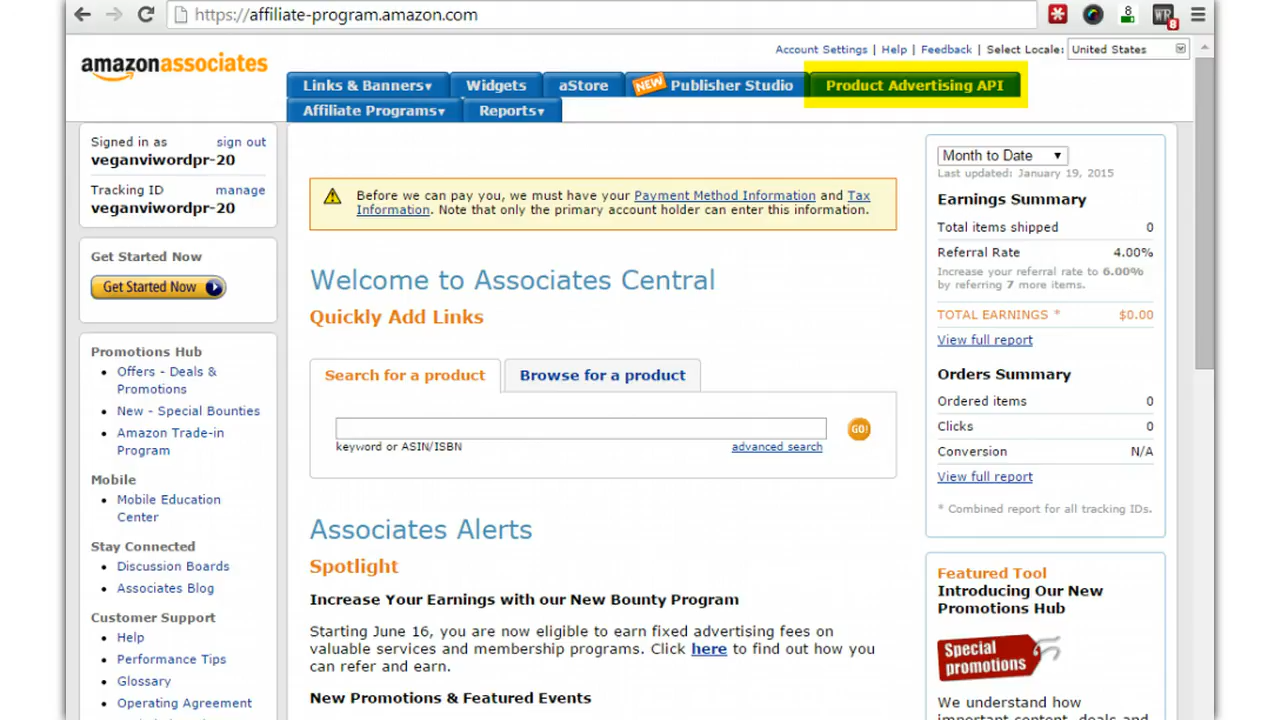 https://affiliate-program.amazon.com
8
WR
8
amazonassociates
Account Settings | Help | Feedback | Select Locale: United States
Links & Banners▾ Widgets aStore NEW Publisher Studio Product Advertising API
Affiliate Programs▾ Reports▾
Signed in as sign out
veganviwordpr-20
Tracking ID manage
veganviwordpr-20
Get Started Now
Get Started Now
Promotions Hub
• Offers - Deals &
Promotions
• New - Special Bounties
• Amazon Trade-in
Program
Mobile
• Mobile Education
Center
Stay Connected
• Discussion Boards
• Associates Blog
Customer Support
• Help
• Performance Tips
• Glossary
• Operating Agreement
Before we can pay you, we must have your Payment Method Information and Tax
Information. Note that only the primary account holder can enter this information.
Welcome to Associates Central
Quickly Add Links
Search for a product Browse for a product
GO!
keyword or ASIN/ISBN advanced search
Associates Alerts
Spotlight
Increase Your Earnings with our New Bounty Program
Starting June 16, you are now eligible to earn fixed advertising fees on
valuable services and membership programs. Click here to find out how you
can refer and earn.
New Promotions & Featured Events
Month to Date ▼
Last updated: January 19, 2015
Earnings Summary
Total items shipped 0
Referral Rate 4.00%
Increase your referral rate to 6.00%
by referring 7 more items.
TOTAL EARNINGS * $0.00
View full report
Orders Summary
Ordered items 0
Clicks 0
Conversion N/A
View full report
* Combined report for all tracking IDs.
Featured Tool
Introducing Our New
Promotions Hub
Special
promotions
We understand how
important content, deals and